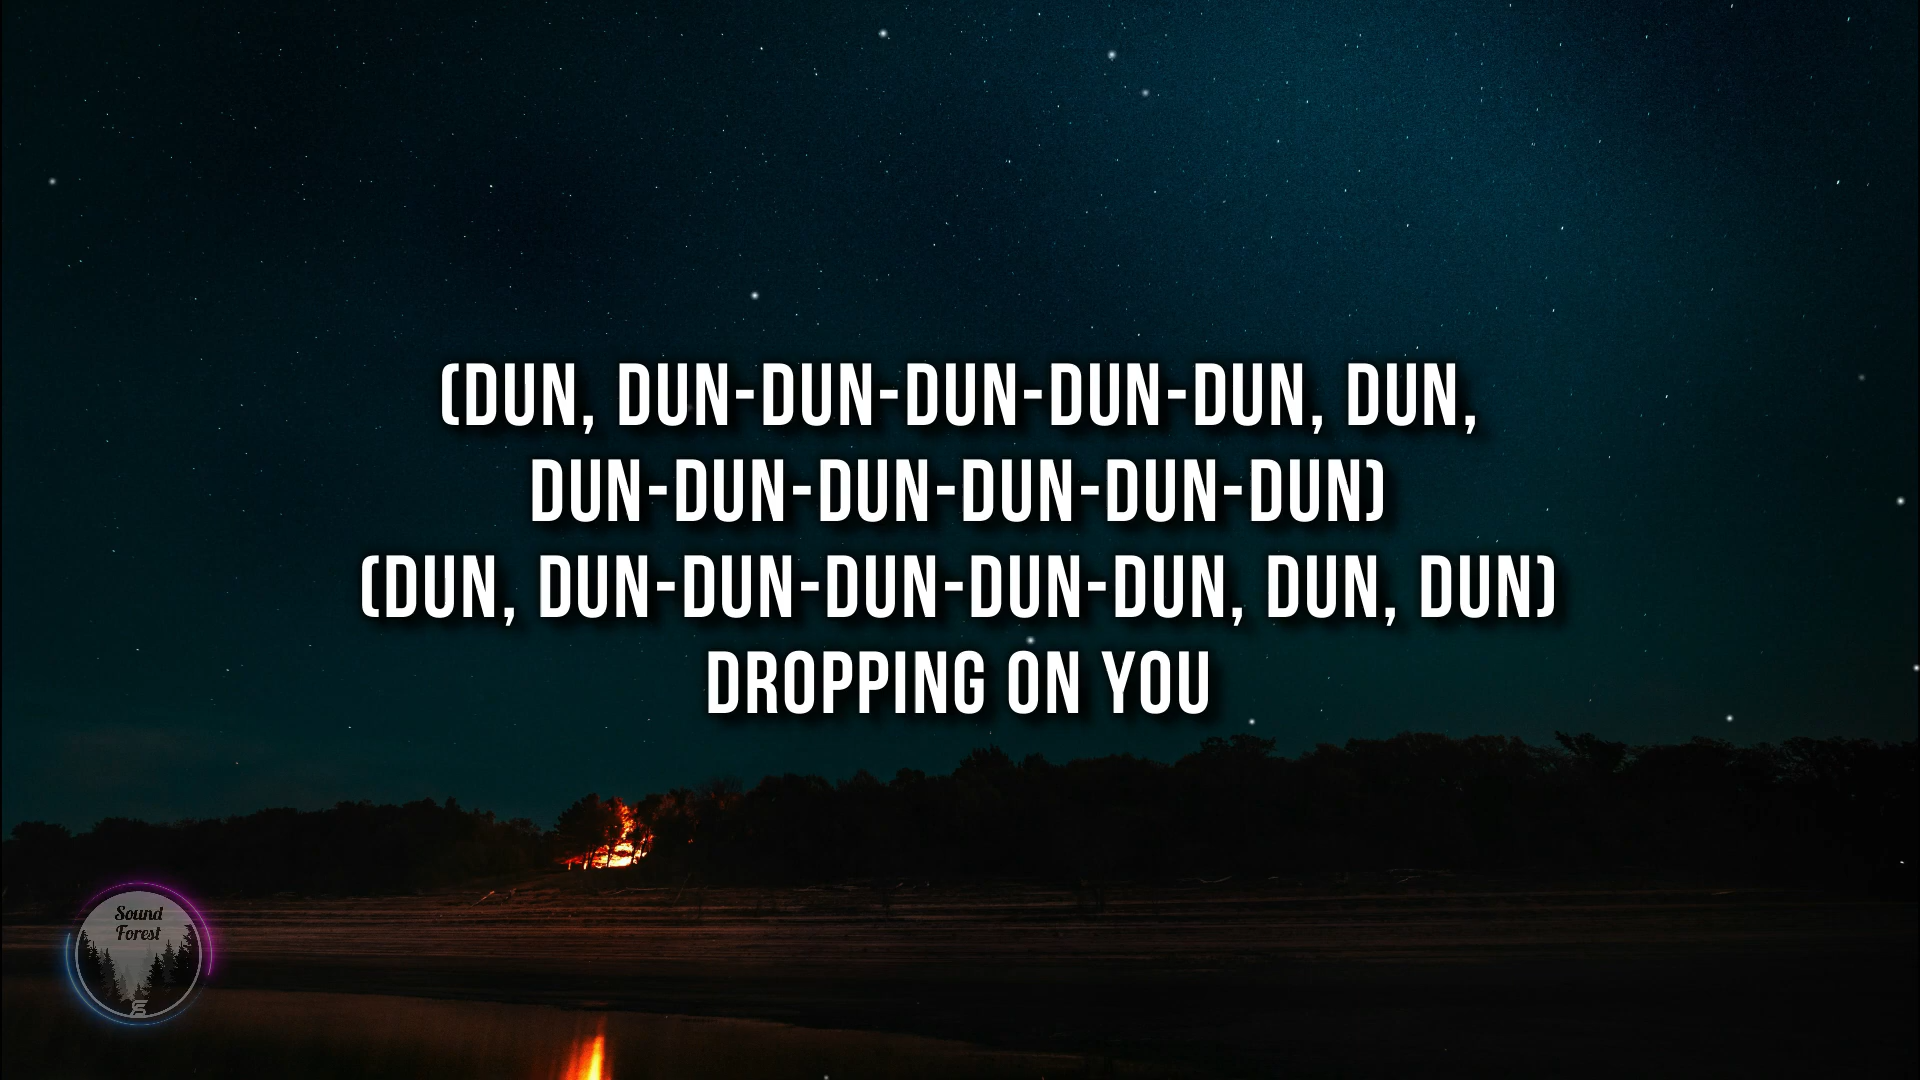 (DUN, DUN-DUN-DUN-DUN-DUN, DUN,
DUN-DUN-DUN-DUN-DUN-DUN)
(DUN, DUN-DUN-DUN-DUN-DUN, DUN, DUN)
DROPPING ON YOU
Sound
Forest